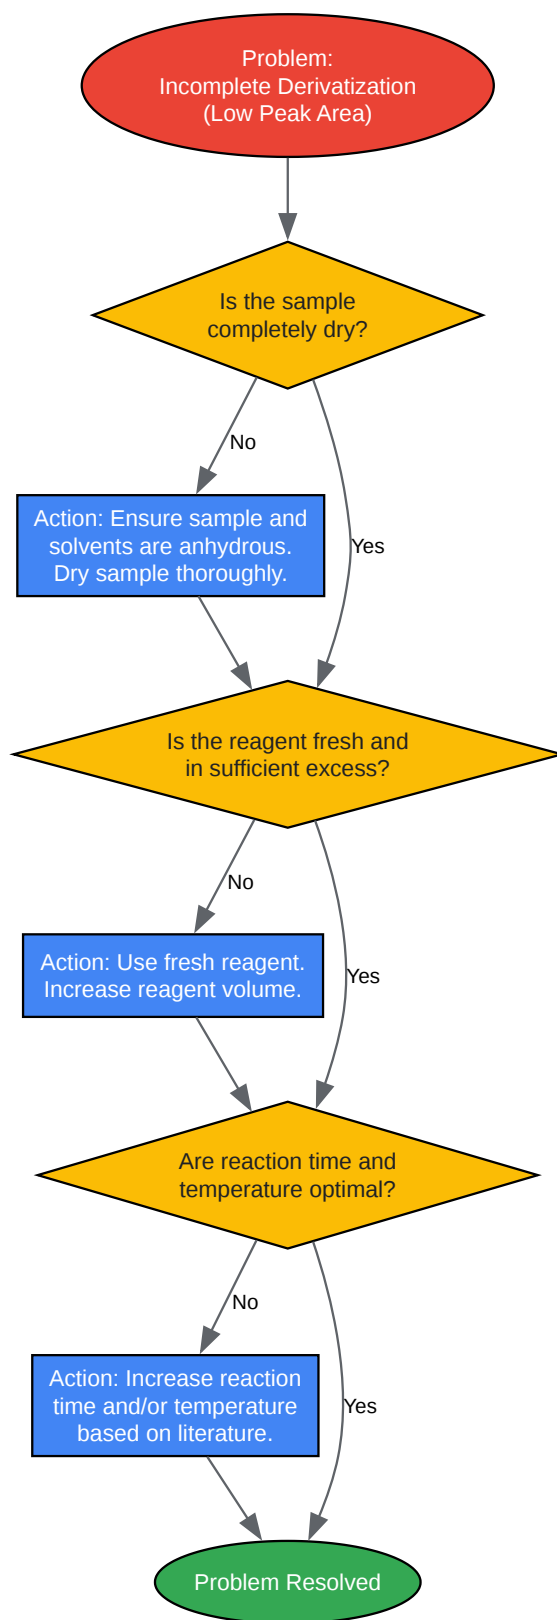 Problem:
Incomplete Derivatization
(Low Peak Area)
Is the sample
completely dry?
No
Action: Ensure sample and
solvents are anhydrous.
Dry sample thoroughly.
Yes
Is the reagent fresh and
in sufficient excess?
No
Action: Use fresh reagent.
Increase reagent volume.
Yes
Are reaction time and
temperature optimal?
No
Action: Increase reaction
time and/or temperature
based on literature.
Yes
Problem Resolved